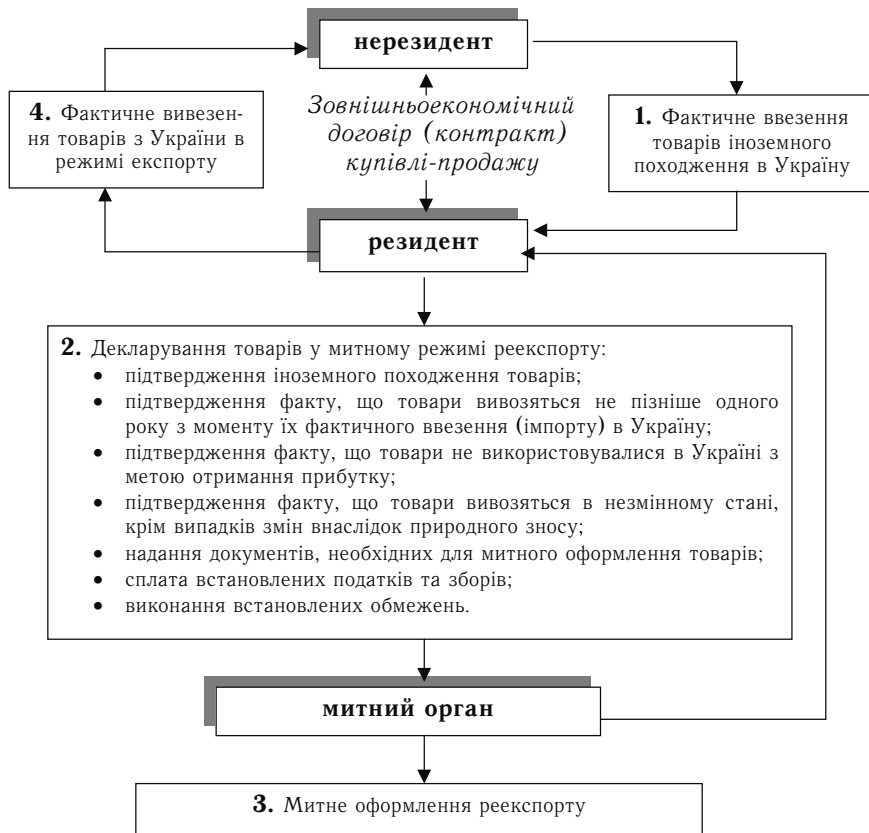 нерезидент
4. Фактичне вивезен-
ня товарів з України в
режимі експорту
Зовнішньоекономічний
договір (контракт)
купівлі-продажу
1. Фактичне ввезення
товарів іноземного
походження в Україну
резидент
2. Декларування товарів у митному режимі реекспорту:
• підтвердження іноземного походження товарів;
• підтвердження факту, що товари вивозяться не пізніше одного
року з моменту їх фактичного ввезення (імпорту) в Україну;
• підтвердження факту, що товари не використовувалися в Україні з
метою отримання прибутку;
• підтвердження факту, що товари вивозяться в незмінному стані,
крім випадків змін внаслідок природного зносу;
• надання документів, необхідних для митного оформлення товарів;
• сплата встановлених податків та зборів;
• виконання встановлених обмежень.
митний орган
3. Митне оформлення реекспорту